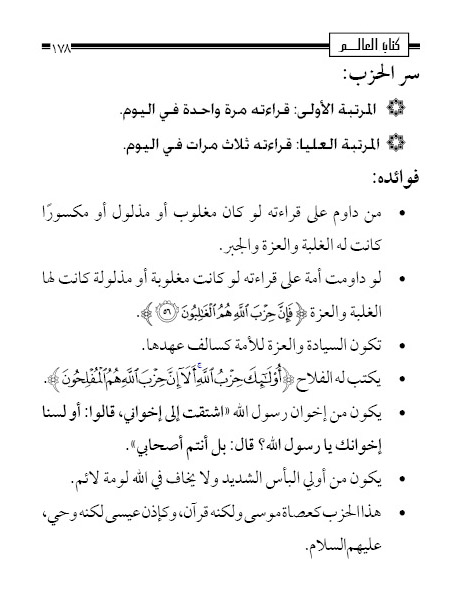 كتاب العالم ١٧٨
سر الحزب:
المرتبة الأولى: قراءته مرة واحدة في اليوم.
المرتبة العليا: قراءته ثلاث مرات في اليوم.
فوائده:
• من داوم على قراءته لو كان مغلوب أو مذلول أو مكسورًا
كانت له الغلبة والعزة والجبر.
• لو داومت أمة على قراءته لو كانت مغلوبة أو مذلولة كانت لها
الغلبة والعزة ﴿فَإِنَّ حِزْبَ ٱللَّهِ هُمُ ٱلْغَٰلِبُونَ ٥٦﴾.
• تكون السيادة والعزة للأمة كسالف عهدها.
• يكتب له الفلاح ﴿أُوْلَٰٓئِكَ حِزْبُ ٱللَّهِۚ أَلَآ إِنَّ حِزْبَ ٱللَّهِ هُمُ ٱلْمُفْلِحُونَ﴾.
• يكون من إخوان رسول الله «اشتقت إلى إخواني، قالوا: أو لسنا
إخوانك يا رسول الله؟ قال: بل أنتم أصحابي».
• يكون من أولي البأس الشديد ولا يخاف في الله لومة لائم.
• هذا الحزب كعصاة موسى ولكنه قرآن، وكإذن عيسى لكنه وحي،
عليهم السلام.